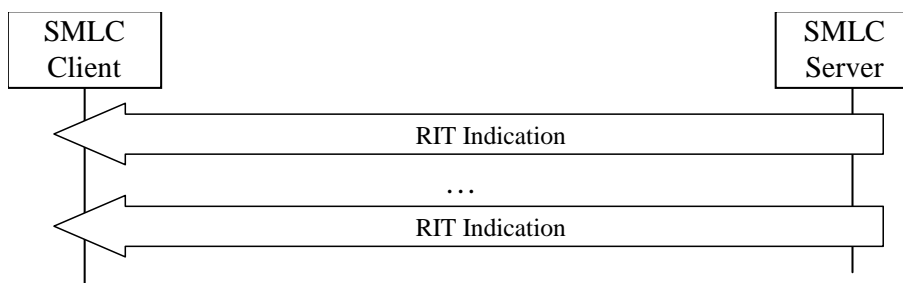 SMLC
Client
SMLC
Server
RIT Indication
…
RIT Indication